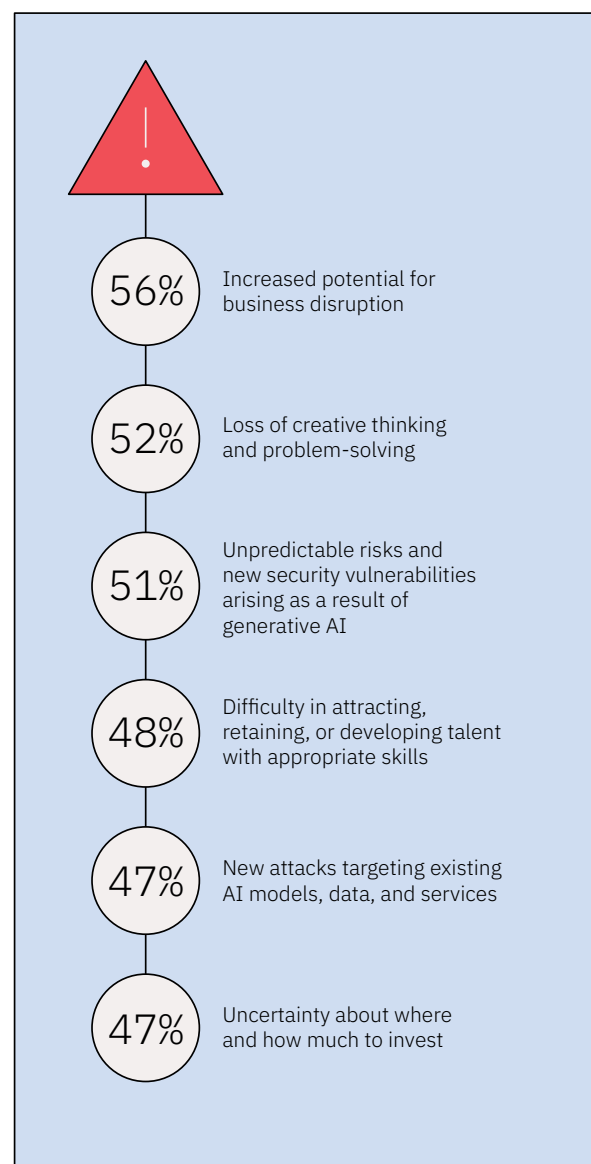 56%
Increased potential for
business disruption
52%
Loss of creative thinking
and problem-solving
51%
Unpredictable risks and
new security vulnerabilities
arising as a result of
generative AI
48%
Difficulty in attracting,
retaining, or developing talent
with appropriate skills
47%
New attacks targeting existing
AI models, data, and services
47%
Uncertainty about where
and how much to invest